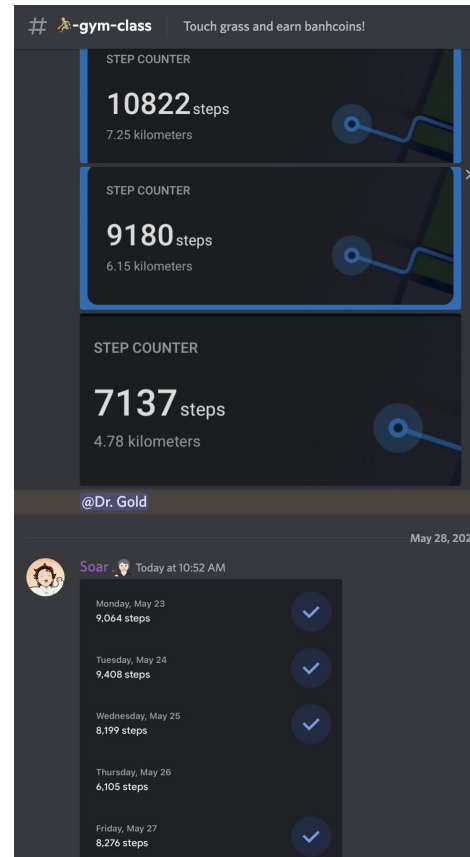 -gym-class
Touch grass and earn banhcoins!
STEP COUNTER
10822 steps
7.25 kilometers
STEP COUNTER
9180 steps
6.15 kilometers
STEP COUNTER
7137 steps
4.78 kilometers
@Dr. Gold
May 28, 202
Soar Today at 10:52 AM
Monday, May 23
9,064 steps
Tuesday, May 24
9,408 steps
Wednesday, May 25
8,199 steps
Thursday, May 26
6,105 steps
Friday, May 27
8,276 steps